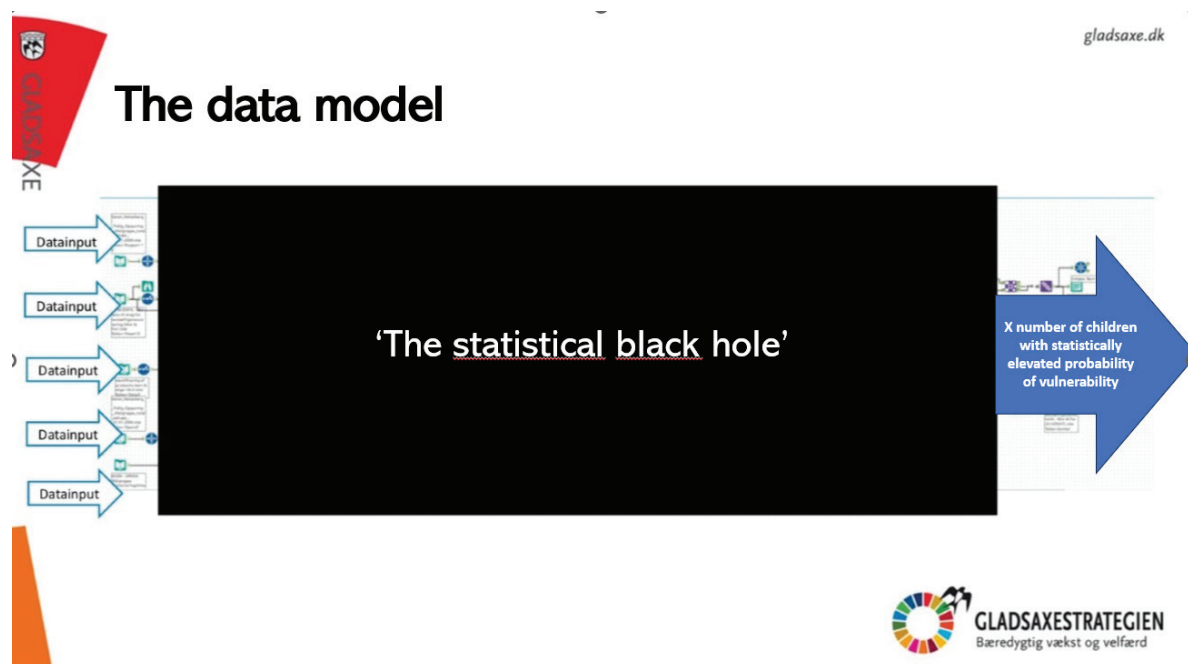 gladsaxe.dk
GLADSAXE
The data model
Datainput
Datainput
Datainput
Datainput
Datainput
‘The statistical black hole’
X number of children
with statistically
elevated probability
of vulnerability
GLADSAXESTRATEGIEN
Bæredygtig vækst og velfærd